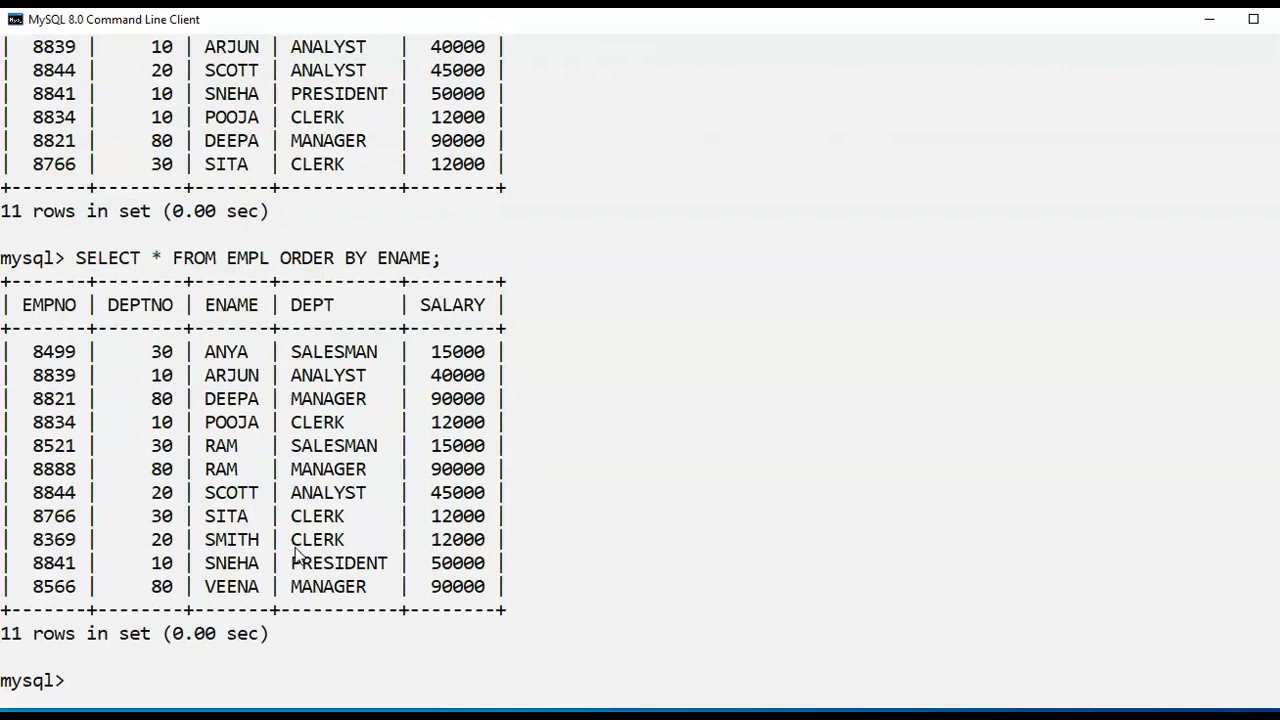 MySQL 8.0 Command Line Client
|  8839 |     10 | ARJUN | ANALYST   |  40000 |
|  8844 |     20 | SCOTT | ANALYST   |  45000 |
|  8841 |     10 | SNEHA | PRESIDENT |  50000 |
|  8834 |     10 | POOJA | CLERK     |  12000 |
|  8821 |     80 | DEEPA | MANAGER   |  90000 |
|  8766 |     30 | SITA  | CLERK     |  12000 |
+-------+--------+-------+-----------+--------+
11 rows in set (0.00 sec)
mysql> SELECT * FROM EMPL ORDER BY ENAME;
+-------+--------+-------+-----------+--------+
| EMPNO | DEPTNO | ENAME | DEPT      | SALARY |
+-------+--------+-------+-----------+--------+
|  8499 |     30 | ANYA  | SALESMAN  |  15000 |
|  8839 |     10 | ARJUN | ANALYST   |  40000 |
|  8821 |     80 | DEEPA | MANAGER   |  90000 |
|  8834 |     10 | POOJA | CLERK     |  12000 |
|  8521 |     30 | RAM   | SALESMAN  |  15000 |
|  8888 |     80 | RAM   | MANAGER   |  90000 |
|  8844 |     20 | SCOTT | ANALYST   |  45000 |
|  8766 |     30 | SITA  | CLERK     |  12000 |
|  8369 |     20 | SMITH | CLERK     |  12000 |
|  8841 |     10 | SNEHA | PRESIDENT |  50000 |
|  8566 |     80 | VEENA | MANAGER   |  90000 |
+-------+--------+-------+-----------+--------+
11 rows in set (0.00 sec)
mysql>